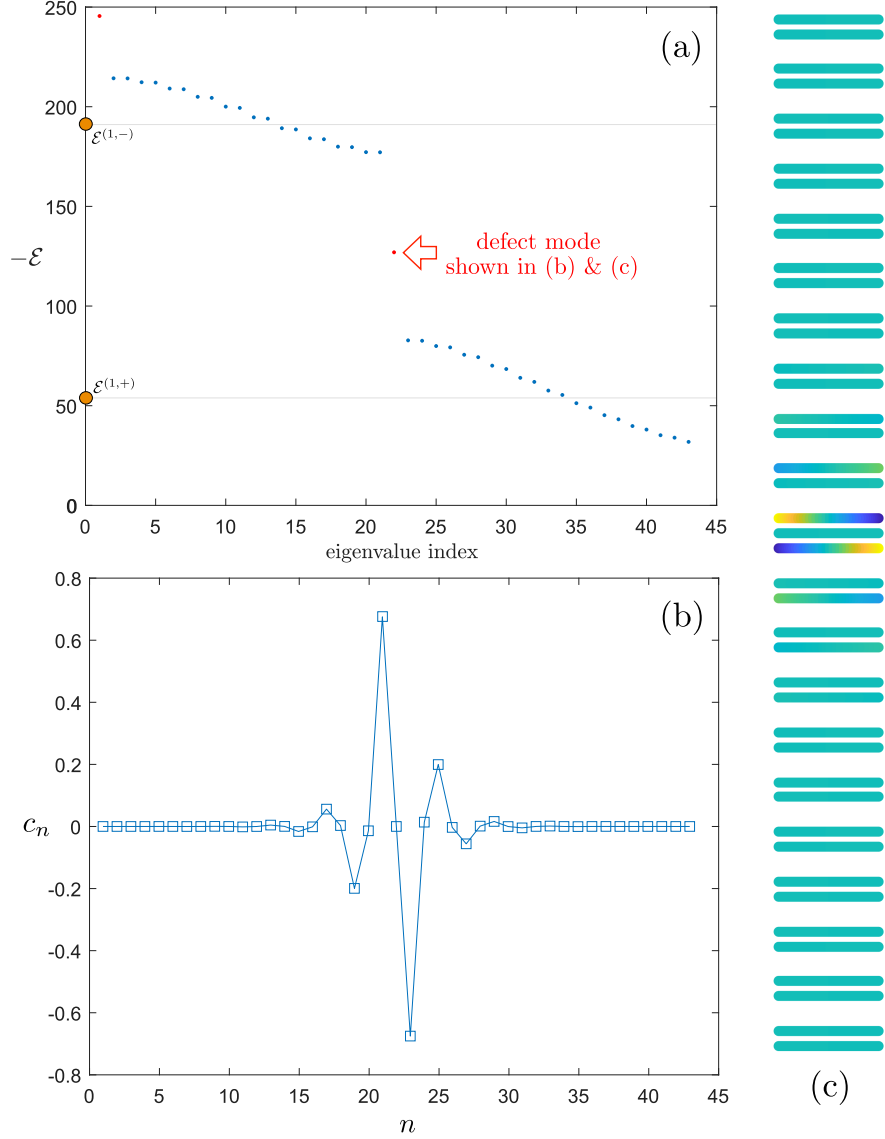 250
(a)
200
ℰ(1,−)
150
−ℰ
defect mode
shown in (b) & (c)
100
ℰ(1,+)
50
0
0 5 10 15 20 25 30 35 40 45
eigenvalue index
0.8
(b)
0.6
0.4
0.2
cn
0
-0.2
-0.4
-0.6
-0.8
0 5 10 15 20 25 30 35 40 45
n
(c)